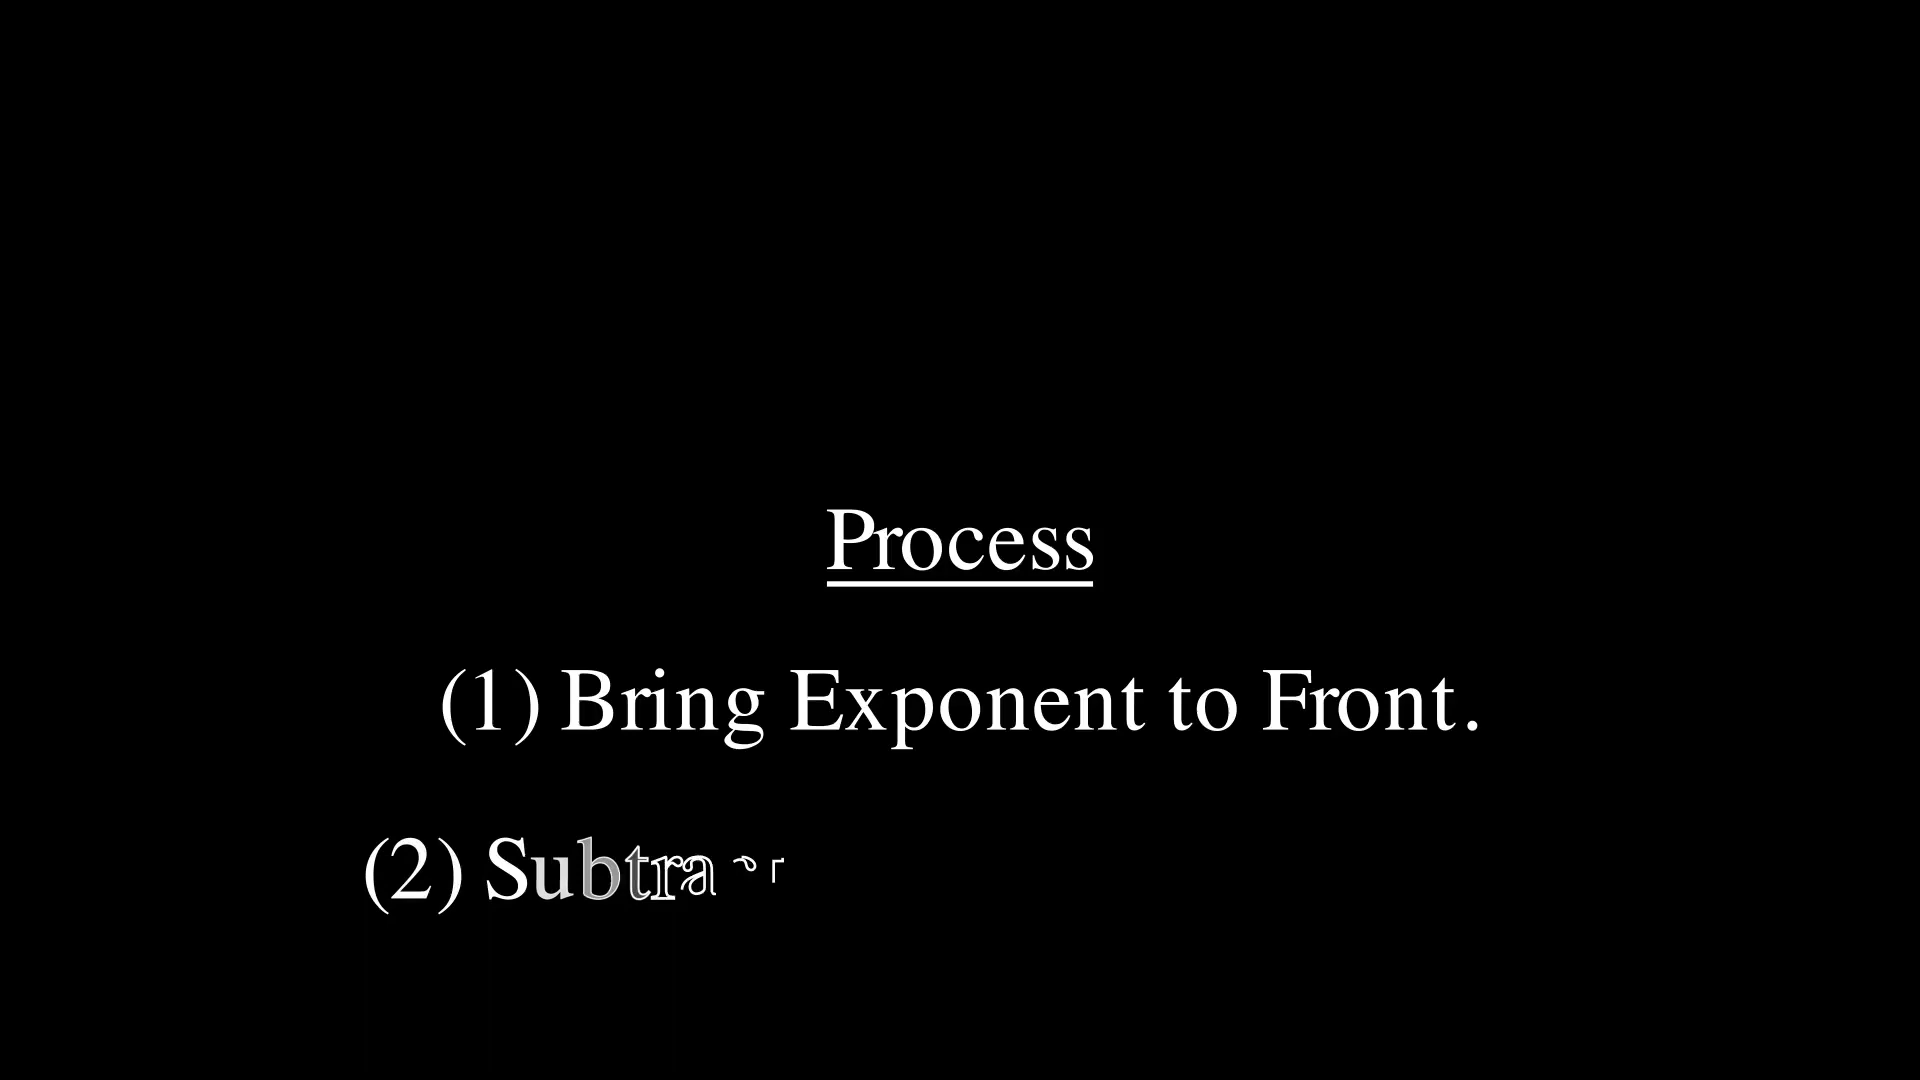 Process
(1) Bring Exponent to Front.
(2) Subtra